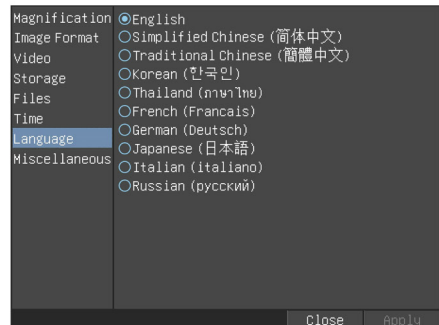 Magnification
Image Format
Video
Storage
Files
Time
Language
Miscellaneous
English
Simplified Chinese (简体中文)
Traditional Chinese (簡體中文)
Korean (한국인)
Thailand (ภาษาไทย)
French (Francais)
German (Deutsch)
Japanese (日本語)
Italian (italiano)
Russian (русский)
Close
Apply